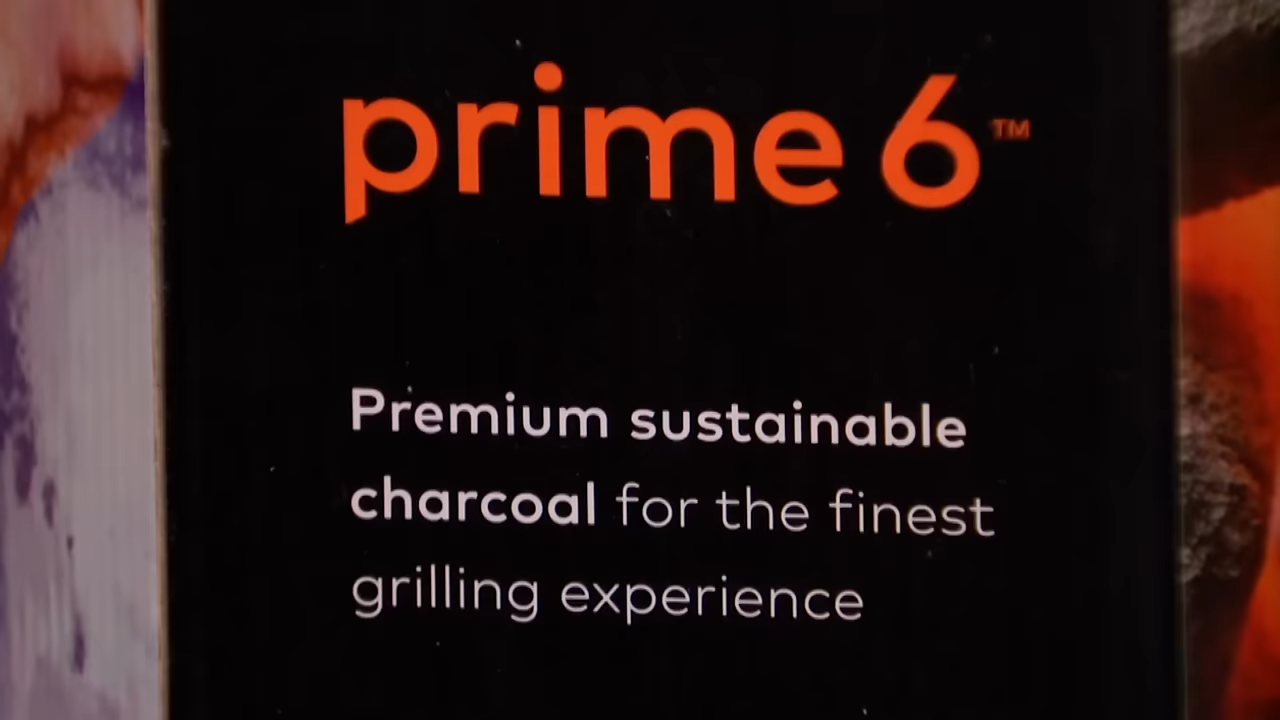 prime 6™
Premium sustainable
charcoal for the finest
grilling experience